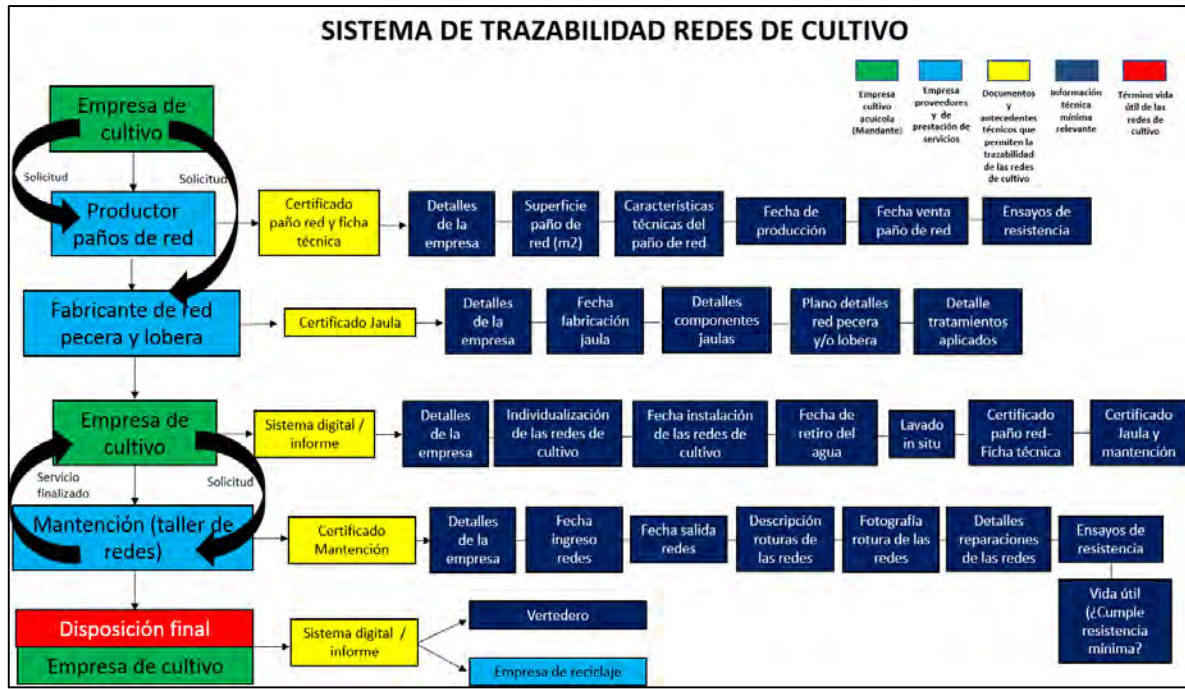 SISTEMA DE TRAZABILIDAD REDES DE CULTIVO
Empresa
cultivo
acuícola
(Mandante)
Empresa
proveedores
y de
prestación de
servicios
Documentos
y
antecedentes
técnicos que
permiten la
trazabilidad
de las redes
de cultivo
Información
técnica
mínima
relevante
Término vida
útil de las
redes de
cultivo
Empresa de
cultivo
Solicitud
Solicitud
Productor
paños de red
Certificado
paño red y ficha
técnica
Detalles
de la
empresa
Superficie
paño de
red (m2)
Características
técnicas del
paño de red
Fecha de
producción
Fecha venta
paño de red
Ensayos de
resistencia
Fabricante de red
pecera y lobera
Certificado Jaula
Detalles
de la
empresa
Fecha
fabricación
jaula
Detalles
componentes
jaulas
Plano detalles
red pecera
y/o lobera
Detalle
tratamientos
aplicados
Empresa de
cultivo
Sistema digital /
informe
Detalles
de la
empresa
Individualización
de las redes de
cultivo
Fecha instalación
de las redes de
cultivo
Fecha de
retiro del
agua
Lavado
in situ
Certificado
paño red-
Ficha técnica
Certificado
Jaula y
mantención
Servicio
finalizado
Solicitud
Mantención (taller de
redes)
Certificado
Mantención
Detalles
de la
empresa
Fecha
ingreso
redes
Fecha salida
redes
Descripción
roturas de
las redes
Fotografía
rotura de las
redes
Detalles
reparaciones
de las redes
Ensayos de
resistencia
Vida útil
(¿Cumple
resistencia
mínima?
Disposición final
Empresa de cultivo
Sistema digital /
informe
Vertedero
Empresa de reciclaje